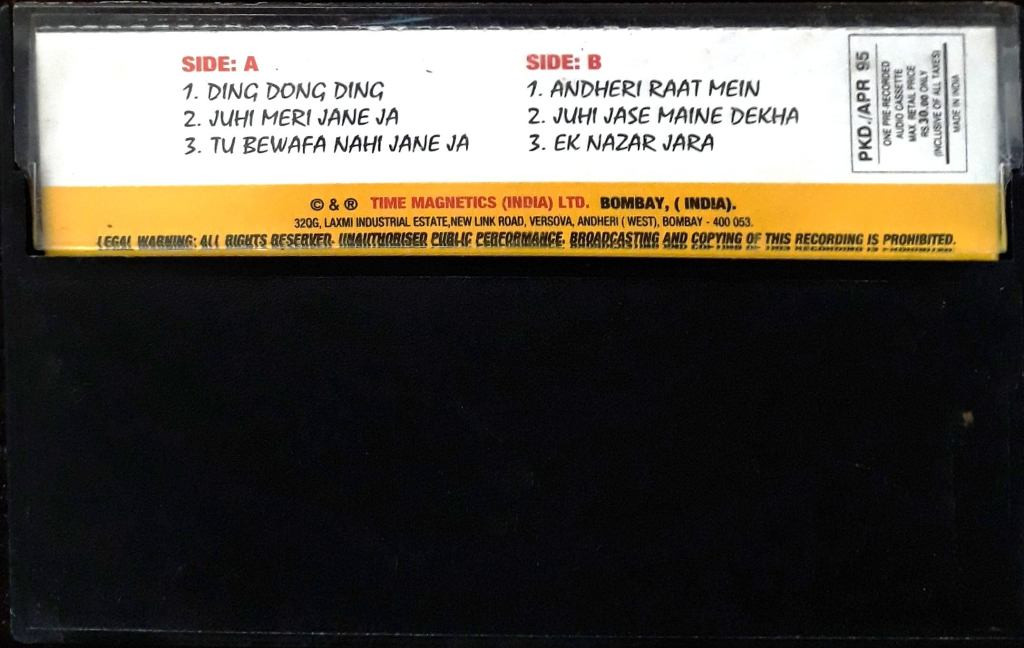 SIDE: A
1. DING DONG DING
2. JUHI MERI JANE JA
3. TU BEWAFA NAHI JANE JA
SIDE: B
1. ANDHERI RAAT MEIN
2. JUHI JASE MAINE DEKHA
3. EK NAZAR JARA
PKD./APR 95
ONE PRE-RECORDED
AUDIO CASSETTE
MAX. RETAIL PRICE
RS.30.00 ONLY
(INCLUSIVE OF ALL TAXES)
MADE IN INDIA
© & ® TIME MAGNETICS (INDIA) LTD. BOMBAY, ( INDIA).
32QG, LAXMI INDUSTRIAL ESTATE,NEW LINK ROAD, VERSOVA, ANDHERI ( WEST), BOMBAY - 400 053.
LEGAL WARNING: ALL RIGHTS RESERVED. UNAUTHORISED PUBLIC PERFORMANCE. BROADCASTING AND COPYING OF THIS RECORDING IS PROHIBITED.